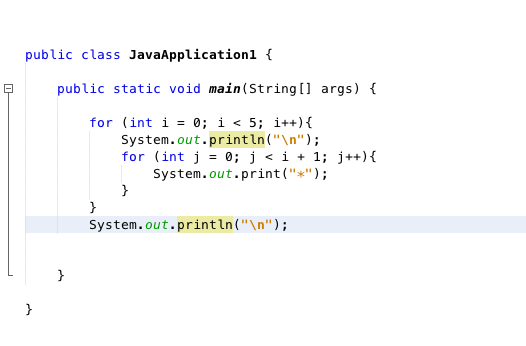 public class JavaApplication1 {
public static void main(String[] args) {
for (int i = 0; i < 5; i++){
System.out.println("\n");
for (int j = 0; j < i + 1; j++){
System.out.print("*");
}
}
System.out.println("\n");
}
}